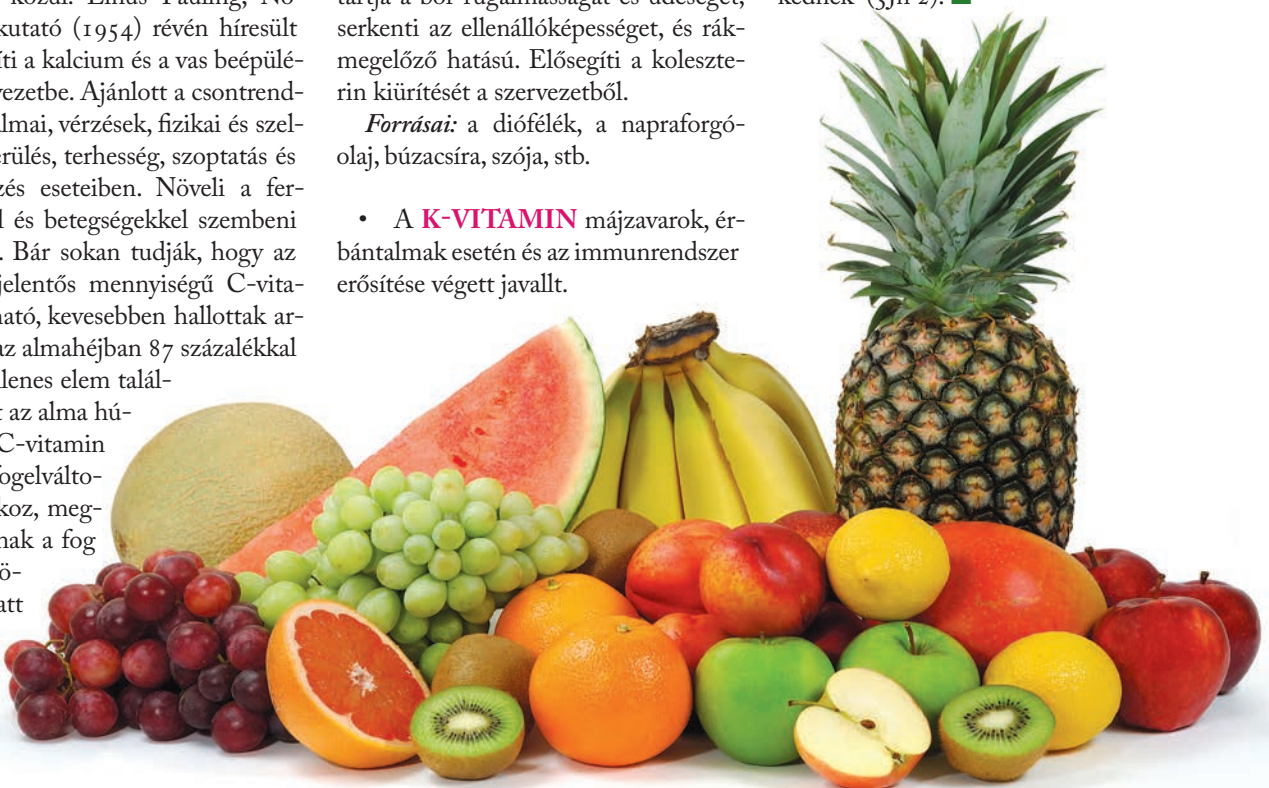 közül. Linus Pauling, No-
kutató (1954) révén híresült
íti a kalcium és a vas beépülé-
vezetbe. Ajánlott a csontrend-
lmai, vérzések, fizikai és szel-
erülés, terhesség, szoptatás és
zés eseteiben. Növeli a fer-
l és betegségekkel szembeni
. Bár sokan tudják, hogy az
jelentős mennyiségű C-vita-
ható, kevesebben hallottak ar-
az almahéjban 87 százalékkal
llenes elem talál-
t az alma hú-
C-vitamin
fogelválto-
koz, meg-
nak a fog
ö-
att
tartja a bőr rugalmasságát és üdeségét,
serkenti az ellenállóképességet, és rák-
megelőző hatású. Elősegíti a koleszte-
rin kiürítését a szervezetből.
Forrásai: a diófélék, a napraforgó-
olaj, búzacsíra, szója, stb.
• A K-VITAMIN májzavarok, ér-
bántalmak esetén és az immunrendszer
erősítése végett javallt.
kednek (3Jn 2).